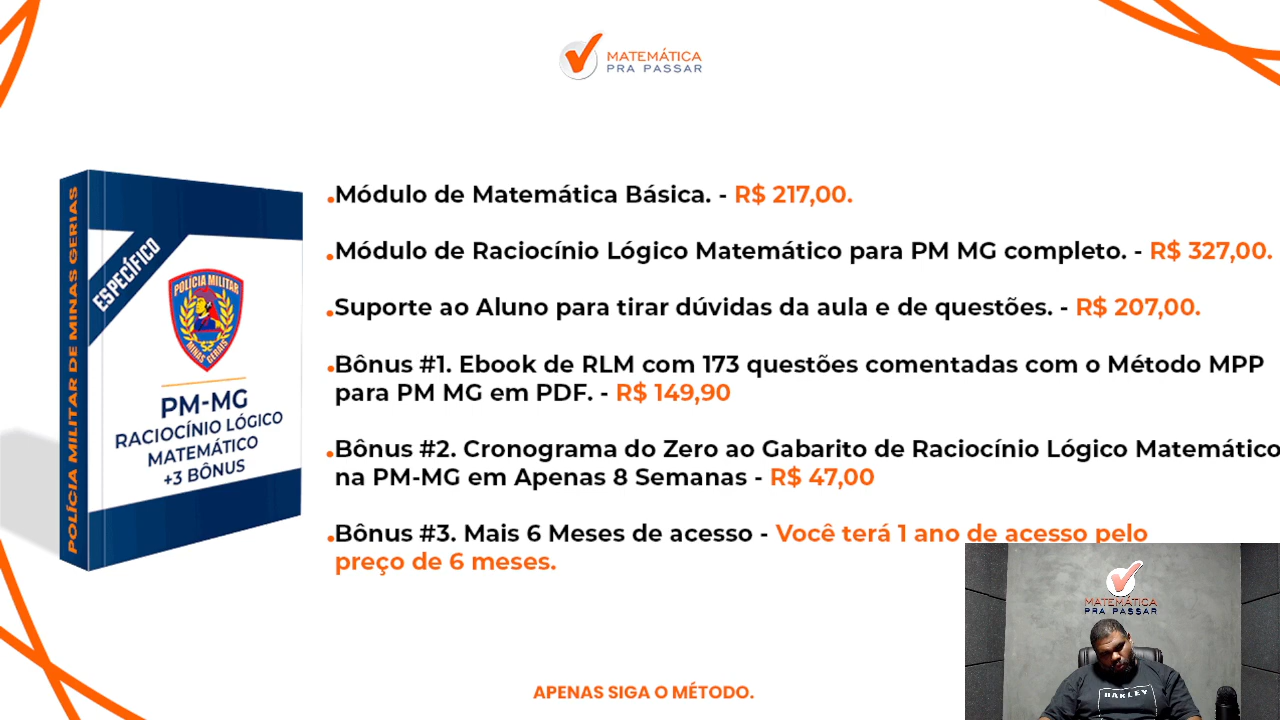 MATEMÁTICA
PRA PASSAR
POLÍCIA MILITAR DE MINAS GERIAS
ESPECÍFICO
POLÍCIA MILITAR
MINAS GERAIS
PM-MG
RACIOCÍNIO LÓGICO
MATEMÁTICO
+3 BÔNUS
Módulo de Matemática Básica. - R$ 217,00.
Módulo de Raciocínio Lógico Matemático para PM MG completo. - R$ 327,00.
Suporte ao Aluno para tirar dúvidas da aula e de questões. - R$ 207,00.
Bônus #1. Ebook de RLM com 173 questões comentadas com o Método MPP
para PM MG em PDF. - R$ 149,90
Bônus #2. Cronograma do Zero ao Gabarito de Raciocínio Lógico Matemático
na PM-MG em Apenas 8 Semanas - R$ 47,00
Bônus #3. Mais 6 Meses de acesso - Você terá 1 ano de acesso pelo
preço de 6 meses.
MATEMÁTICA
PRA PASSAR
OAKLEY
APENAS SIGA O MÉTODO.